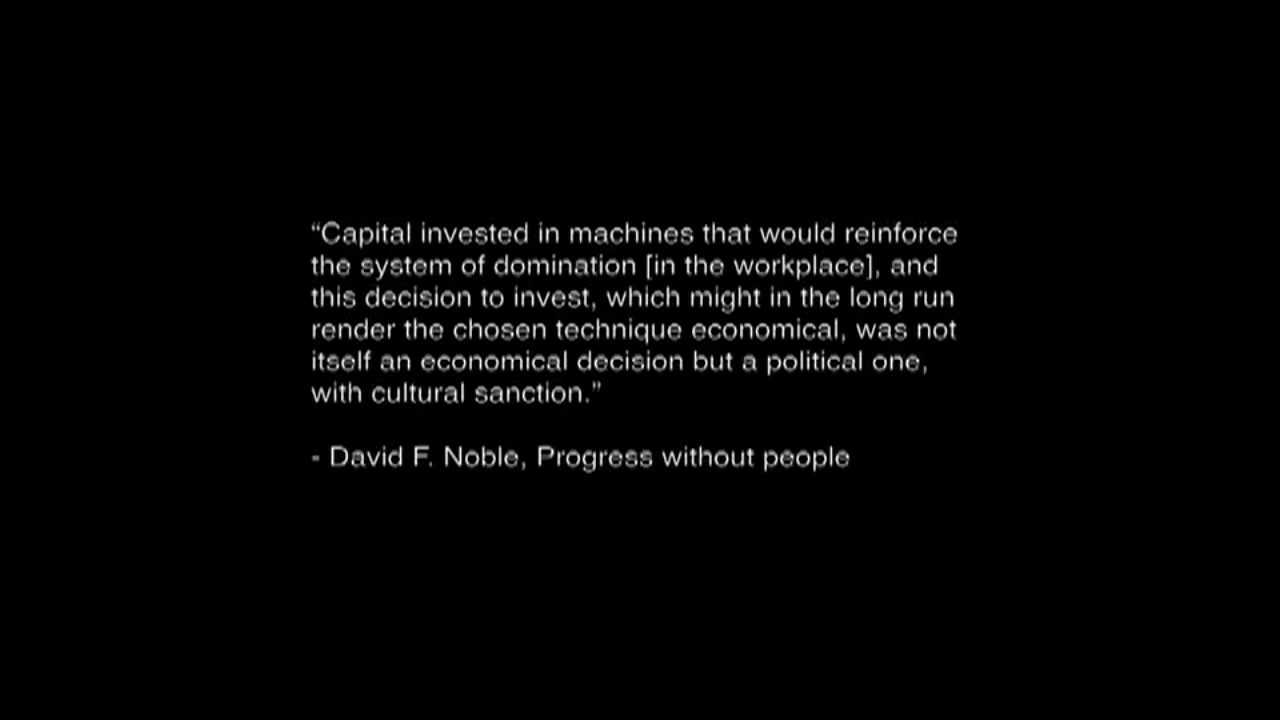 “Capital invested in machines that would reinforce
the system of domination [in the workplace], and
this decision to invest, which might in the long run
render the chosen technique economical, was not
itself an economical decision but a political one,
with cultural sanction.”
- David F. Noble, Progress without people